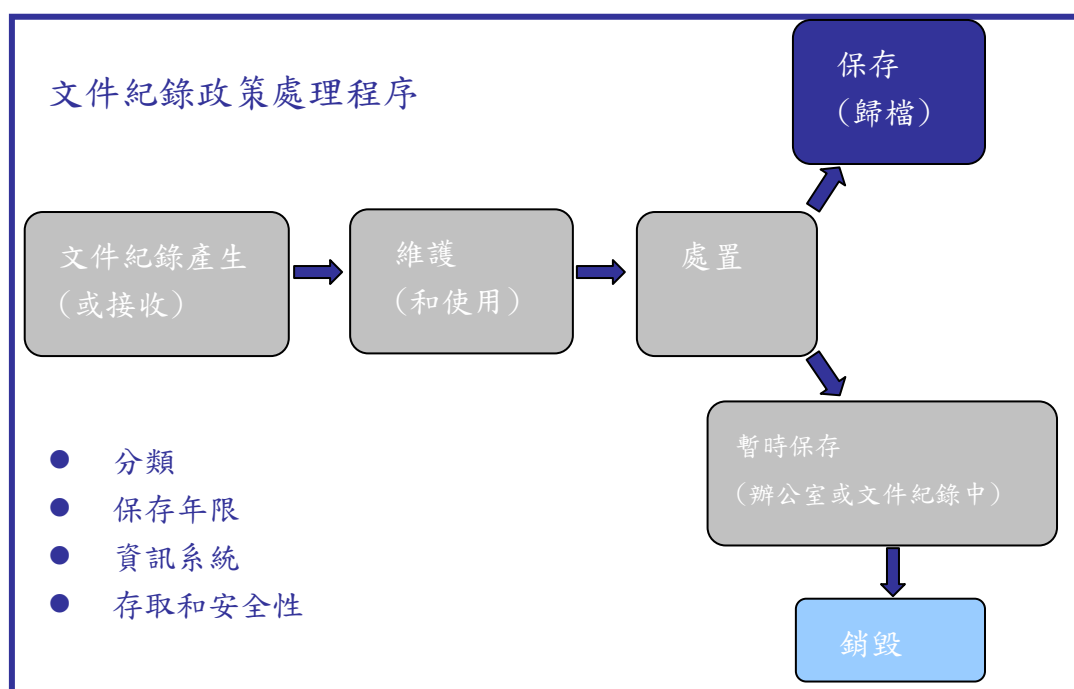 文件紀錄政策處理程序
保存
（歸檔）
文件紀錄產生
（或接收）
維護
（和使用）
處置
暫時保存
（辦公室或文件紀錄中）
銷毀
● 分類
● 保存年限
● 資訊系統
● 存取和安全性